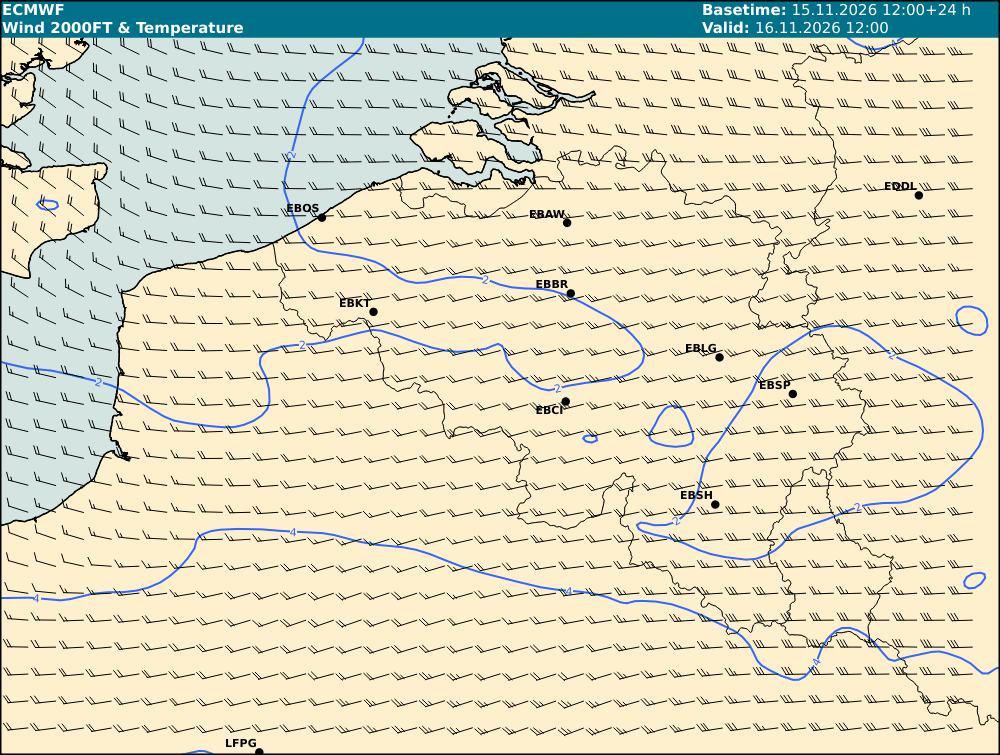 ECMWF
Wind 2000FT & Temperature
Basetime: 15.11.2026 12:00+24 h
Valid: 16.11.2026 12:00
2
EDDL
EBOS
EBAW
2
EBBR
EBKT
2
EBLG
2
2
EBSP
2
EBCI
EBSH
2
2
4
4
4
4
LFPG